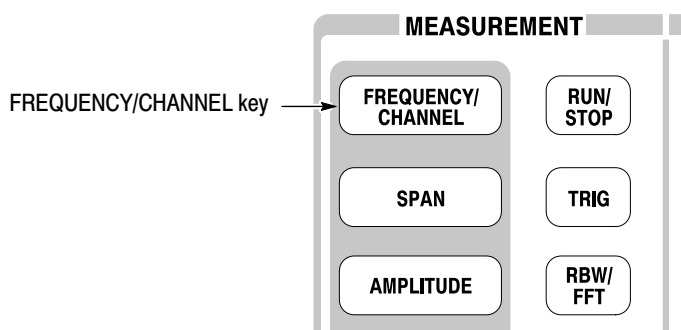 MEASUREMENT
FREQUENCY/CHANNEL key
FREQUENCY/
CHANNEL
RUN/
STOP
SPAN
TRIG
AMPLITUDE
RBW/
FFT